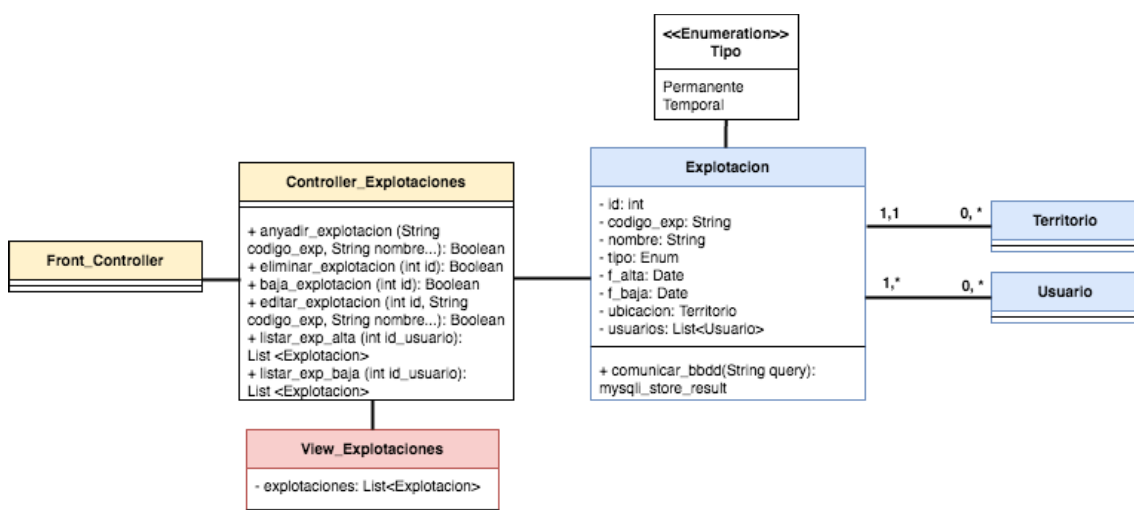 <<Enumeration>>
Tipo
Permanente
Temporal
Front_Controller
Controller_Explotaciones
+ anyadir_explotacion (String
codigo_exp, String nombre...): Boolean
+ eliminar_explotacion (int id): Boolean
+ baja_explotacion (int id): Boolean
+ editar_explotacion (int id, String
codigo_exp, String nombre...): Boolean
+ listar_exp_alta (int id_usuario):
List <Explotacion>
+ listar_exp_baja (int id_usuario):
List <Explotacion>
View_Explotaciones
- explotaciones: List<Explotacion>
Explotacion
- id: int
- codigo_exp: String
- nombre: String
- tipo: Enum
- f_alta: Date
- f_baja: Date
- ubicacion: Territorio
- usuarios: List<Usuario>
+ comunicar_bbdd(String query):
mysqli_store_result
1,1 0, *
Territorio
1,* 0, *
Usuario